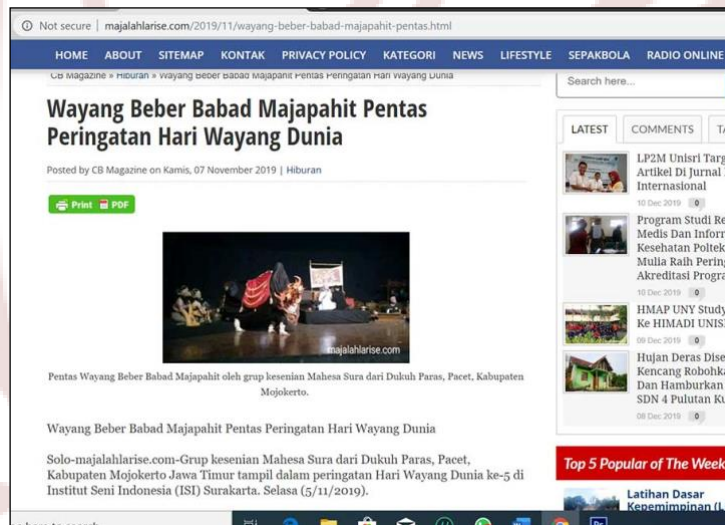 Not secure | majalahlarise.com/2019/11/wayang-beber-babad-majapahit-pentas.html
HOME ABOUT SITEMAP KONTAK PRIVACY POLICY KATEGORI NEWS LIFESTYLE SEPAKBOLA RADIO ONLINE
CB Magazine » Hiburan » Wayang Beber Babad Majapahit Pentas Peringatan Hari Wayang Dunia
Wayang Beber Babad Majapahit Pentas
Peringatan Hari Wayang Dunia
Posted by CB Magazine on Kamis, 07 November 2019 | Hiburan
Print PDF
majalahlarise.com
Pentas Wayang Beber Babad Majapahit oleh grup kesenian Mahesa Sura dari Dukuh Paras, Pacet, Kabupaten
Mojokerto.
Wayang Beber Babad Majapahit Pentas Peringatan Hari Wayang Dunia
Solo-majalahlarise.com-Grup kesenian Mahesa Sura dari Dukuh Paras, Pacet,
Kabupaten Mojokerto Jawa Timur tampil dalam peringatan Hari Wayang Dunia ke-5 di
Institut Seni Indonesia (ISI) Surakarta. Selasa (5/11/2019).
Search here...
LATEST COMMENTS
LP2M Unisri Targ
Artikel Di Jurnal
Internasional
10 Dec 2019 0
Program Studi Re
Medis Dan Inform
Kesehatan Poltek
Mulia Raih Pering
Akreditasi Progra
10 Dec 2019 0
HMAP UNY Study
Ke HIMADI UNIS
09 Dec 2019 0
Hujan Deras Dise
Kencang Robohka
Dan Hamburkan
SDN 4 Pulutan Ku
08 Dec 2019 0
Top 5 Popular of The Week
Latihan Dasar
Kepemimpinan (L